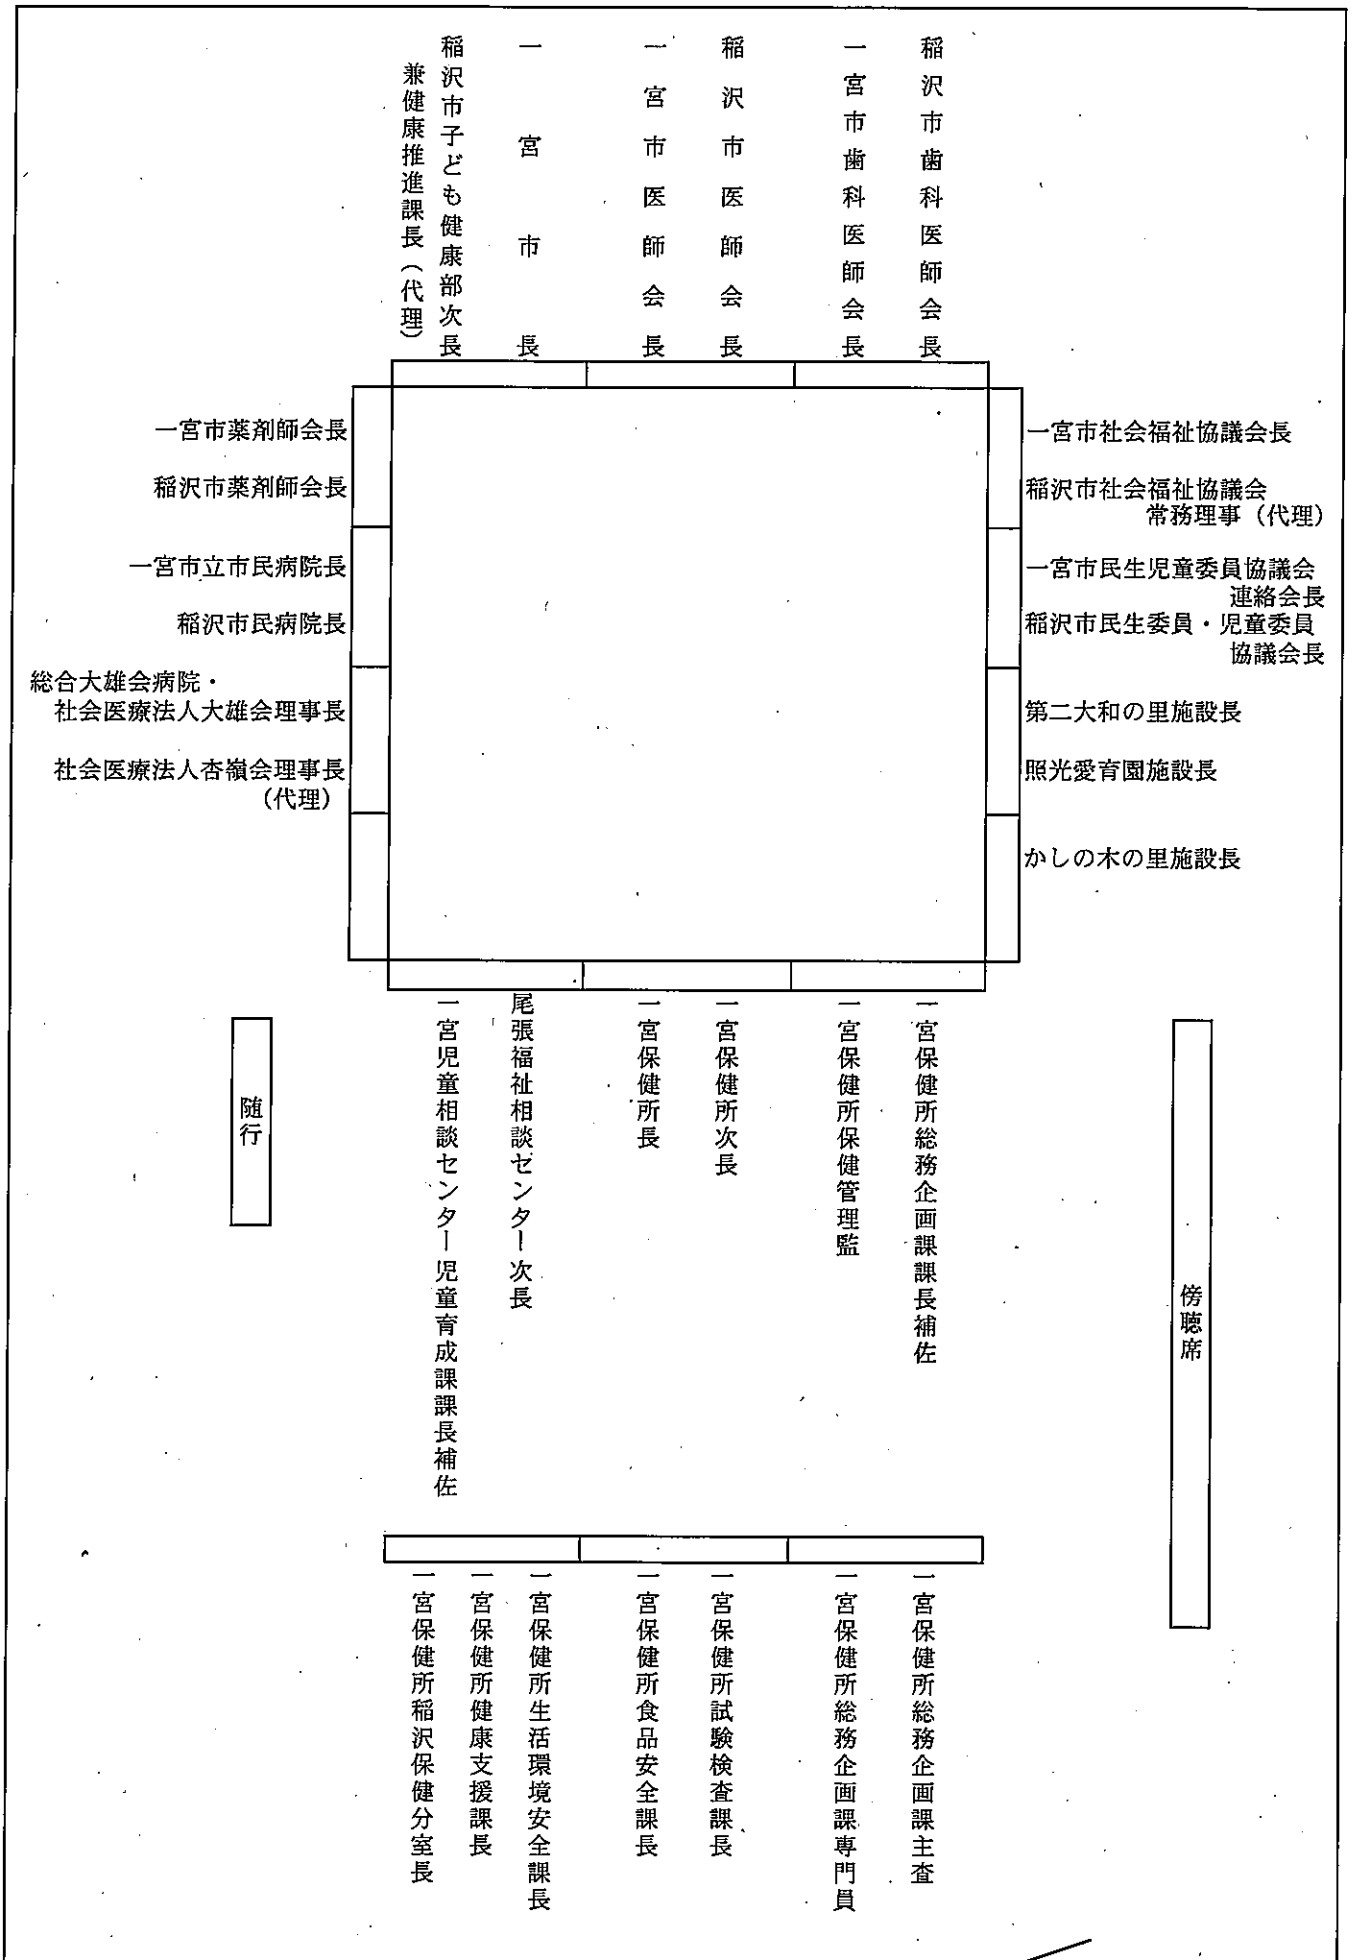 稲沢市歯科医師会長
一宮市歯科医師会長
稲沢市医師会長
一宮市医師会長
一宮市長
稲沢市子ども健康部次長
兼健康推進課長（代理）
一宮市薬剤師会長
稲沢市薬剤師会長
一宮市立市民病院長
稲沢市民病院長
総合大雄会病院・
社会医療法人大雄会理事長
社会医療法人杏嶺会理事長
（代理）
一宮市社会福祉協議会長
稲沢市社会福祉協議会
常務理事（代理）
一宮市民生児童委員協議会
連絡会長
稲沢市民生委員・児童委員
協議会長
第二大和の里施設長
照光愛育園施設長
かしの木の里施設長
一宮保健所総務企画課課長補佐
一宮保健所保健管理監
一宮保健所次長
一宮保健所長
尾張福祉相談センター次長
一宮児童相談センター児童育成課課長補佐
随行
傍聴席
一宮保健所総務企画課主査
一宮保健所総務企画課専門員
一宮保健所試験検査課長
一宮保健所食品安全課長
一宮保健所生活環境安全課長
一宮保健所健康支援課長
一宮保健所稲沢保健分室長